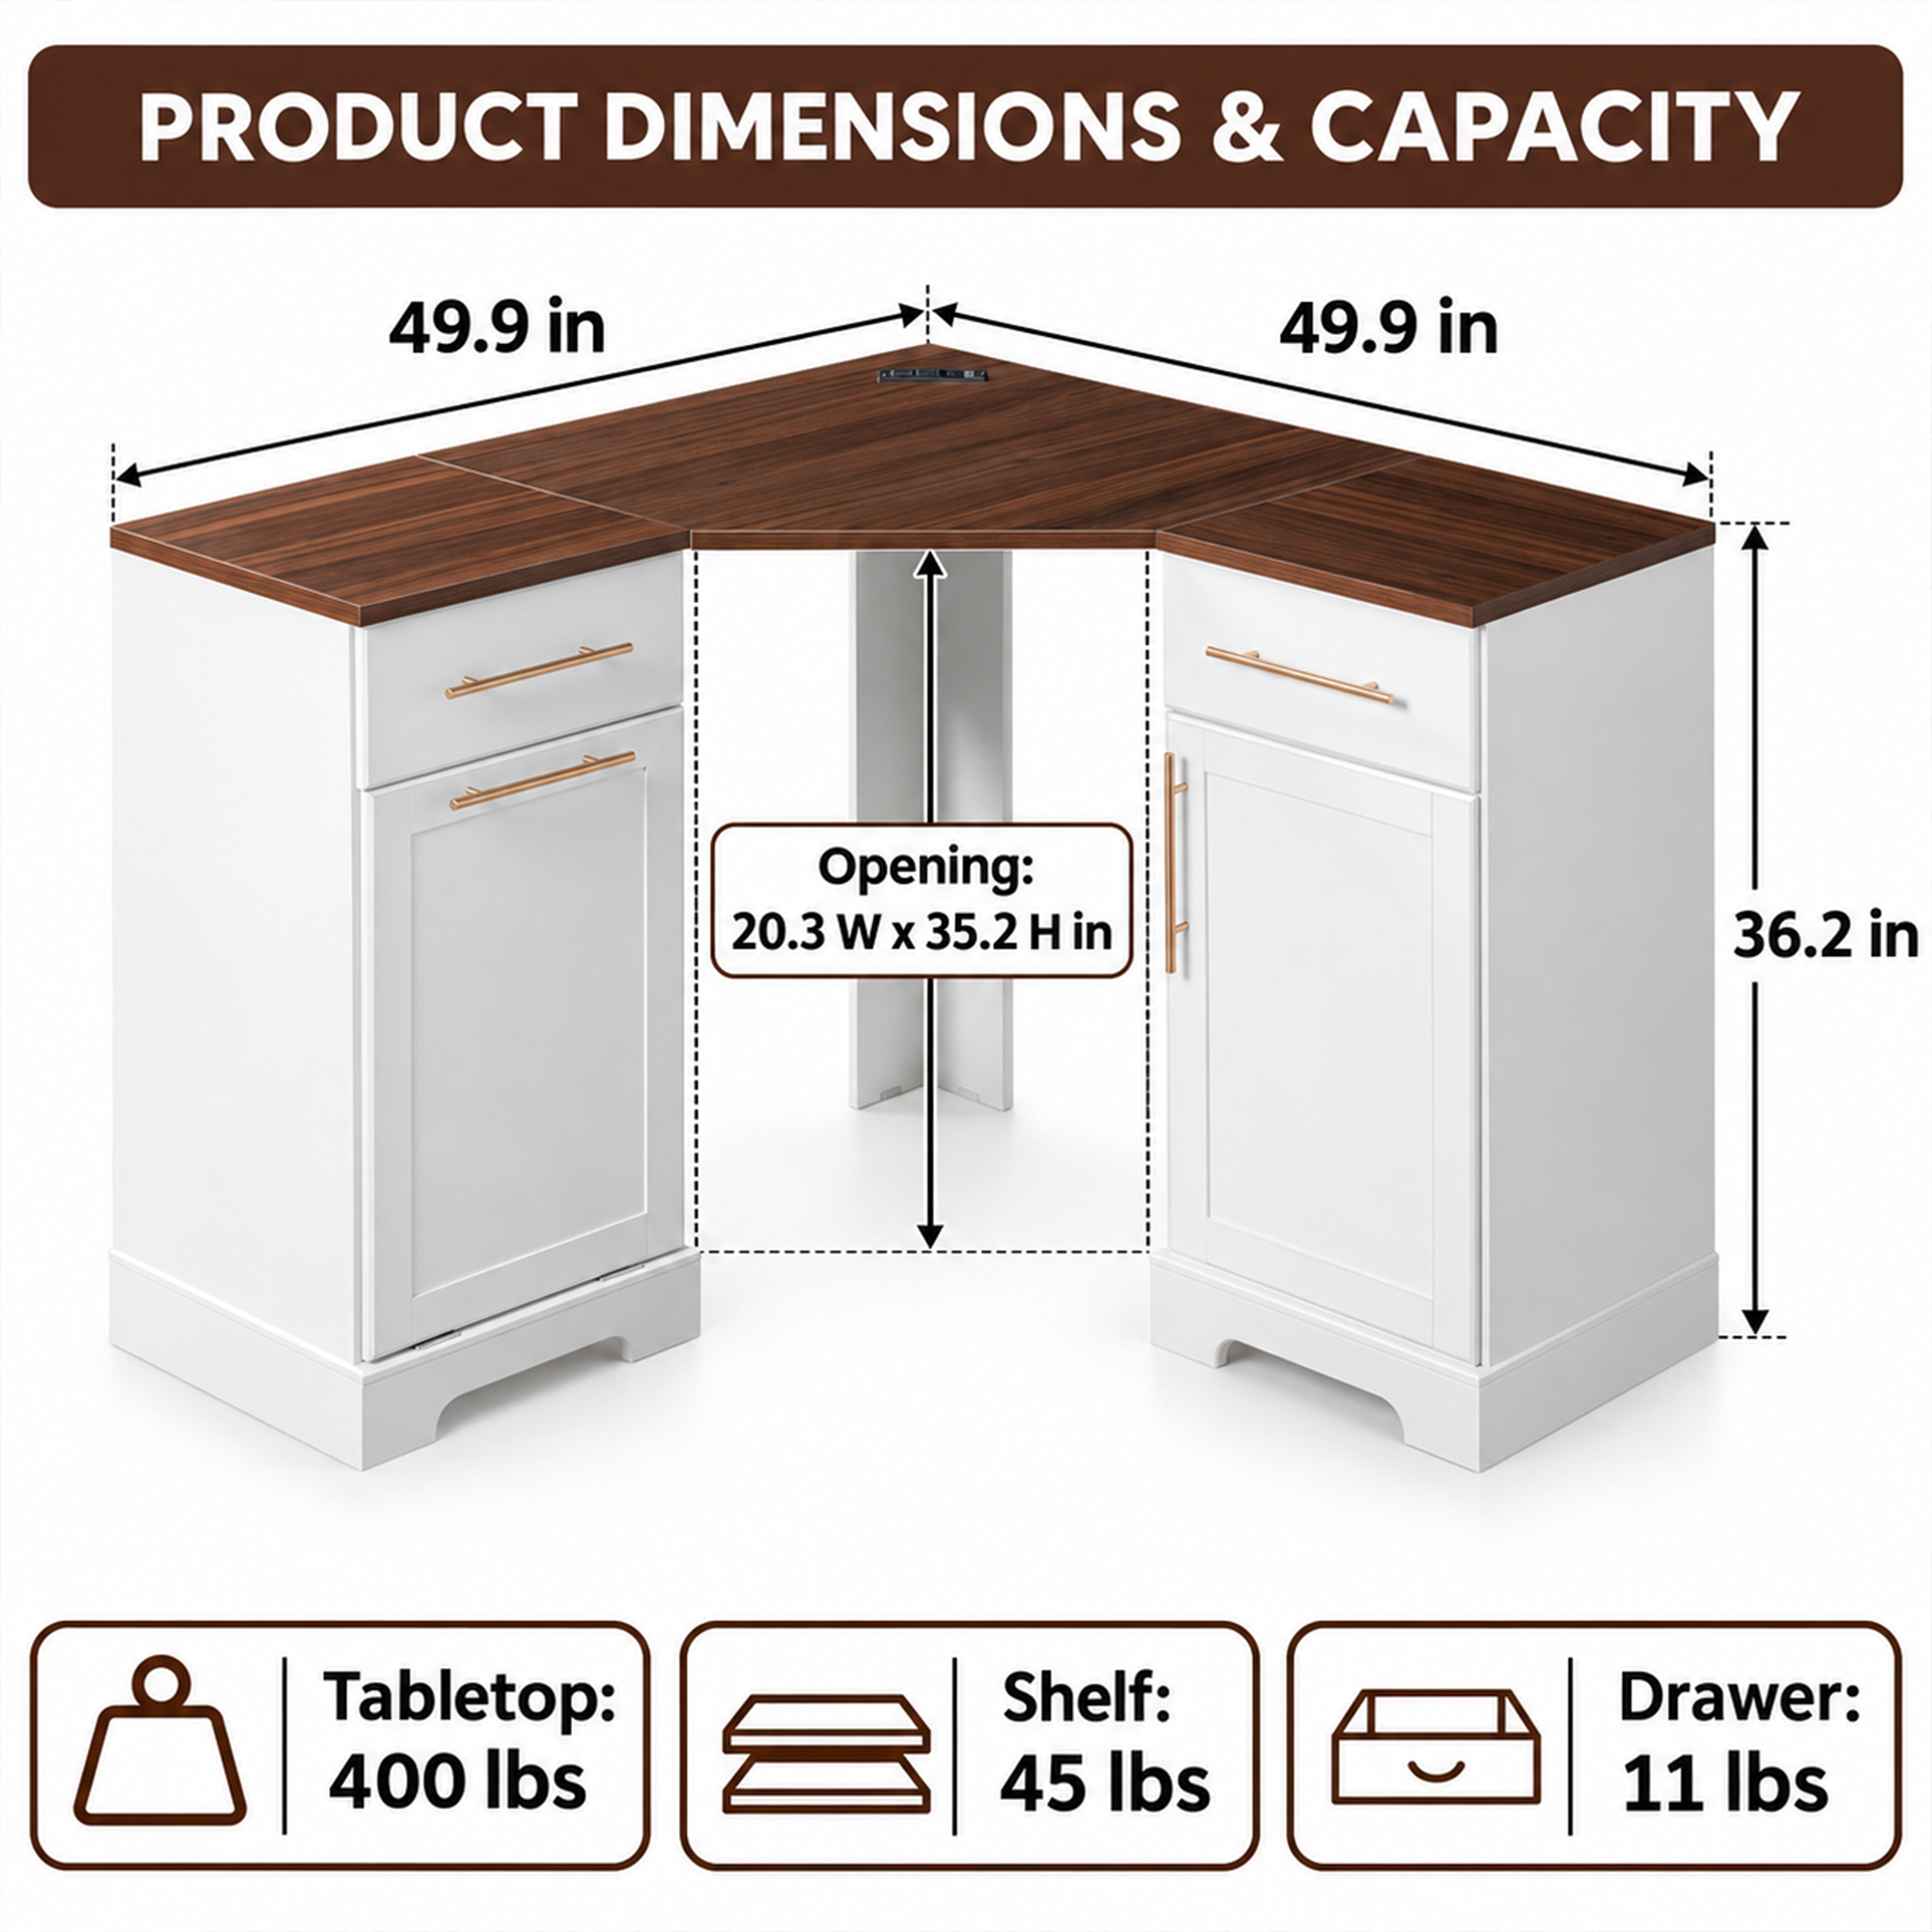 PRODUCT DIMENSIONS & CAPACITY
49.9 in
49.9 in
Opening:
20.3 W x 35.2 H in
36.2 in
Tabletop:
400 lbs
Shelf:
45 lbs
Drawer:
11 lbs